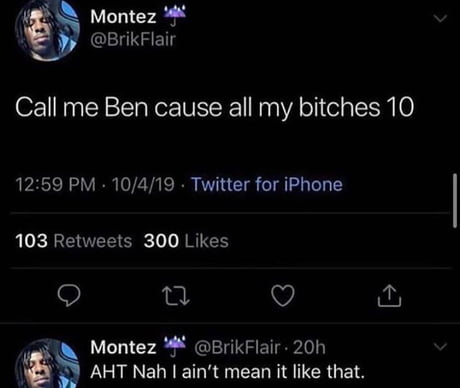 Montez ☔
@BrikFlair
Call me Ben cause all my bitches 10
12:59 PM · 10/4/19 · Twitter for iPhone
103 Retweets 300 Likes
Montez ☔ @BrikFlair · 20h
AHT Nah I ain't mean it like that.